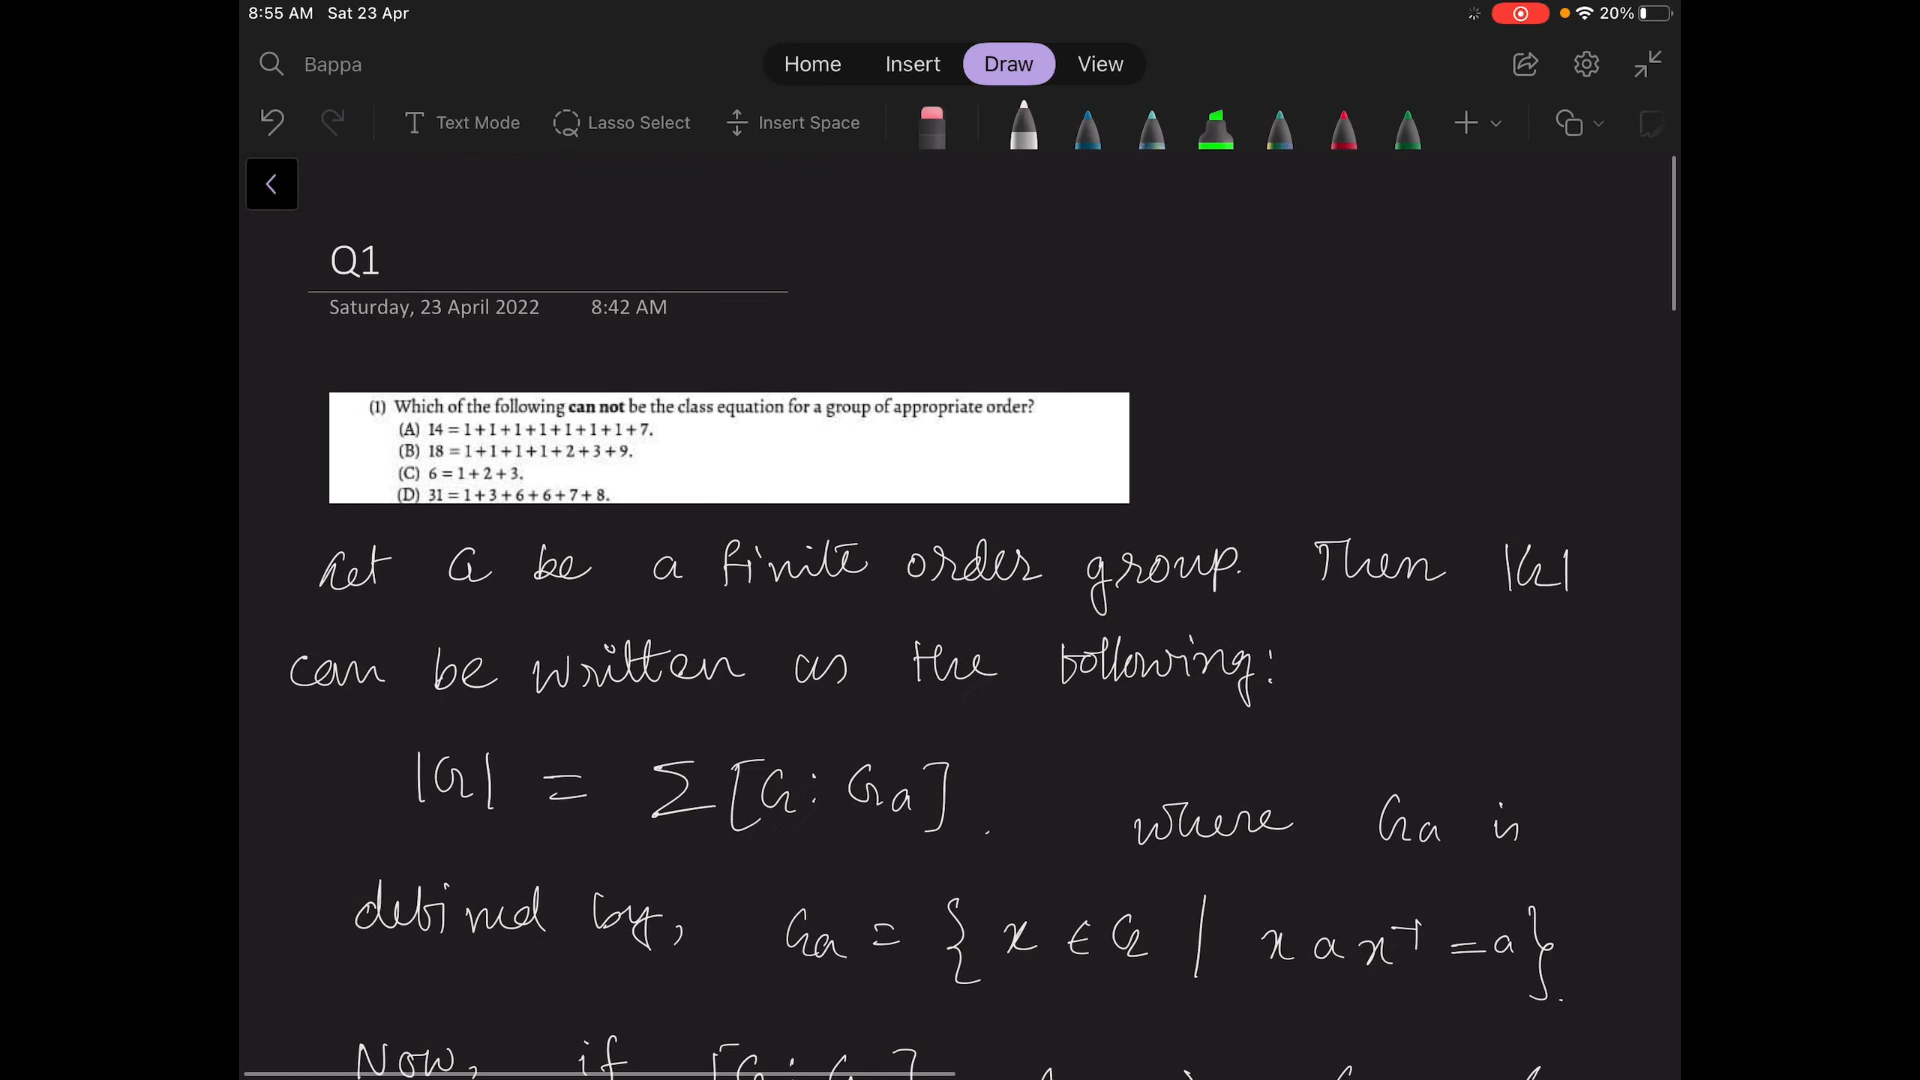 8:55 AM Sat 23 Apr 20%
Bappa Home Insert Draw View
Text Mode Lasso Select Insert Space
Q1
Saturday, 23 April 2022 8:42 AM
(1) Which of the following can not be the class equation for a group of appropriate order?
(A) 14 = 1+1+1+1+1+1+1+7.
(B) 18 = 1+1+1+1+2+3+9.
(C) 6 = 1+2+3.
(D) 31 = 1+3+6+6+7+8.
Let G be a finite order group. Then |G|
can be written as the following:
|G| = Σ [G : Ga]. where Ga is
defined by, Ga = { x ∈ G / x a x⁻¹ = a }.
Now, if [G : G ]